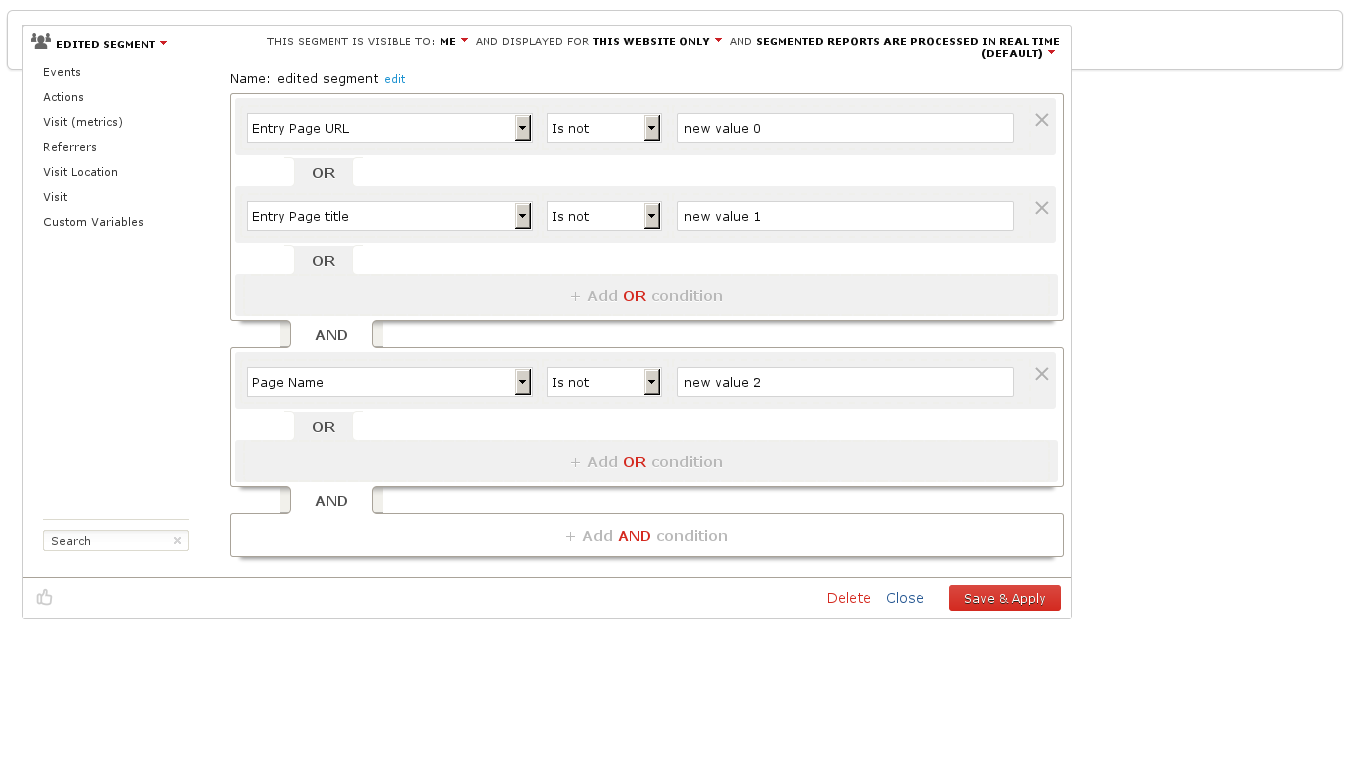 EDITED SEGMENT
THIS SEGMENT IS VISIBLE TO: ME AND DISPLAYED FOR THIS WEBSITE ONLY AND SEGMENTED REPORTS ARE PROCESSED IN REAL TIME
(DEFAULT)
Events
Actions
Visit (metrics)
Referrers
Visit Location
Visit
Custom Variables
Search
Name: edited segment edit
Entry Page URL Is not new value 0
OR
Entry Page title Is not new value 1
OR
+ Add OR condition
AND
Page Name Is not new value 2
OR
+ Add OR condition
AND
+ Add AND condition
Delete Close Save & Apply